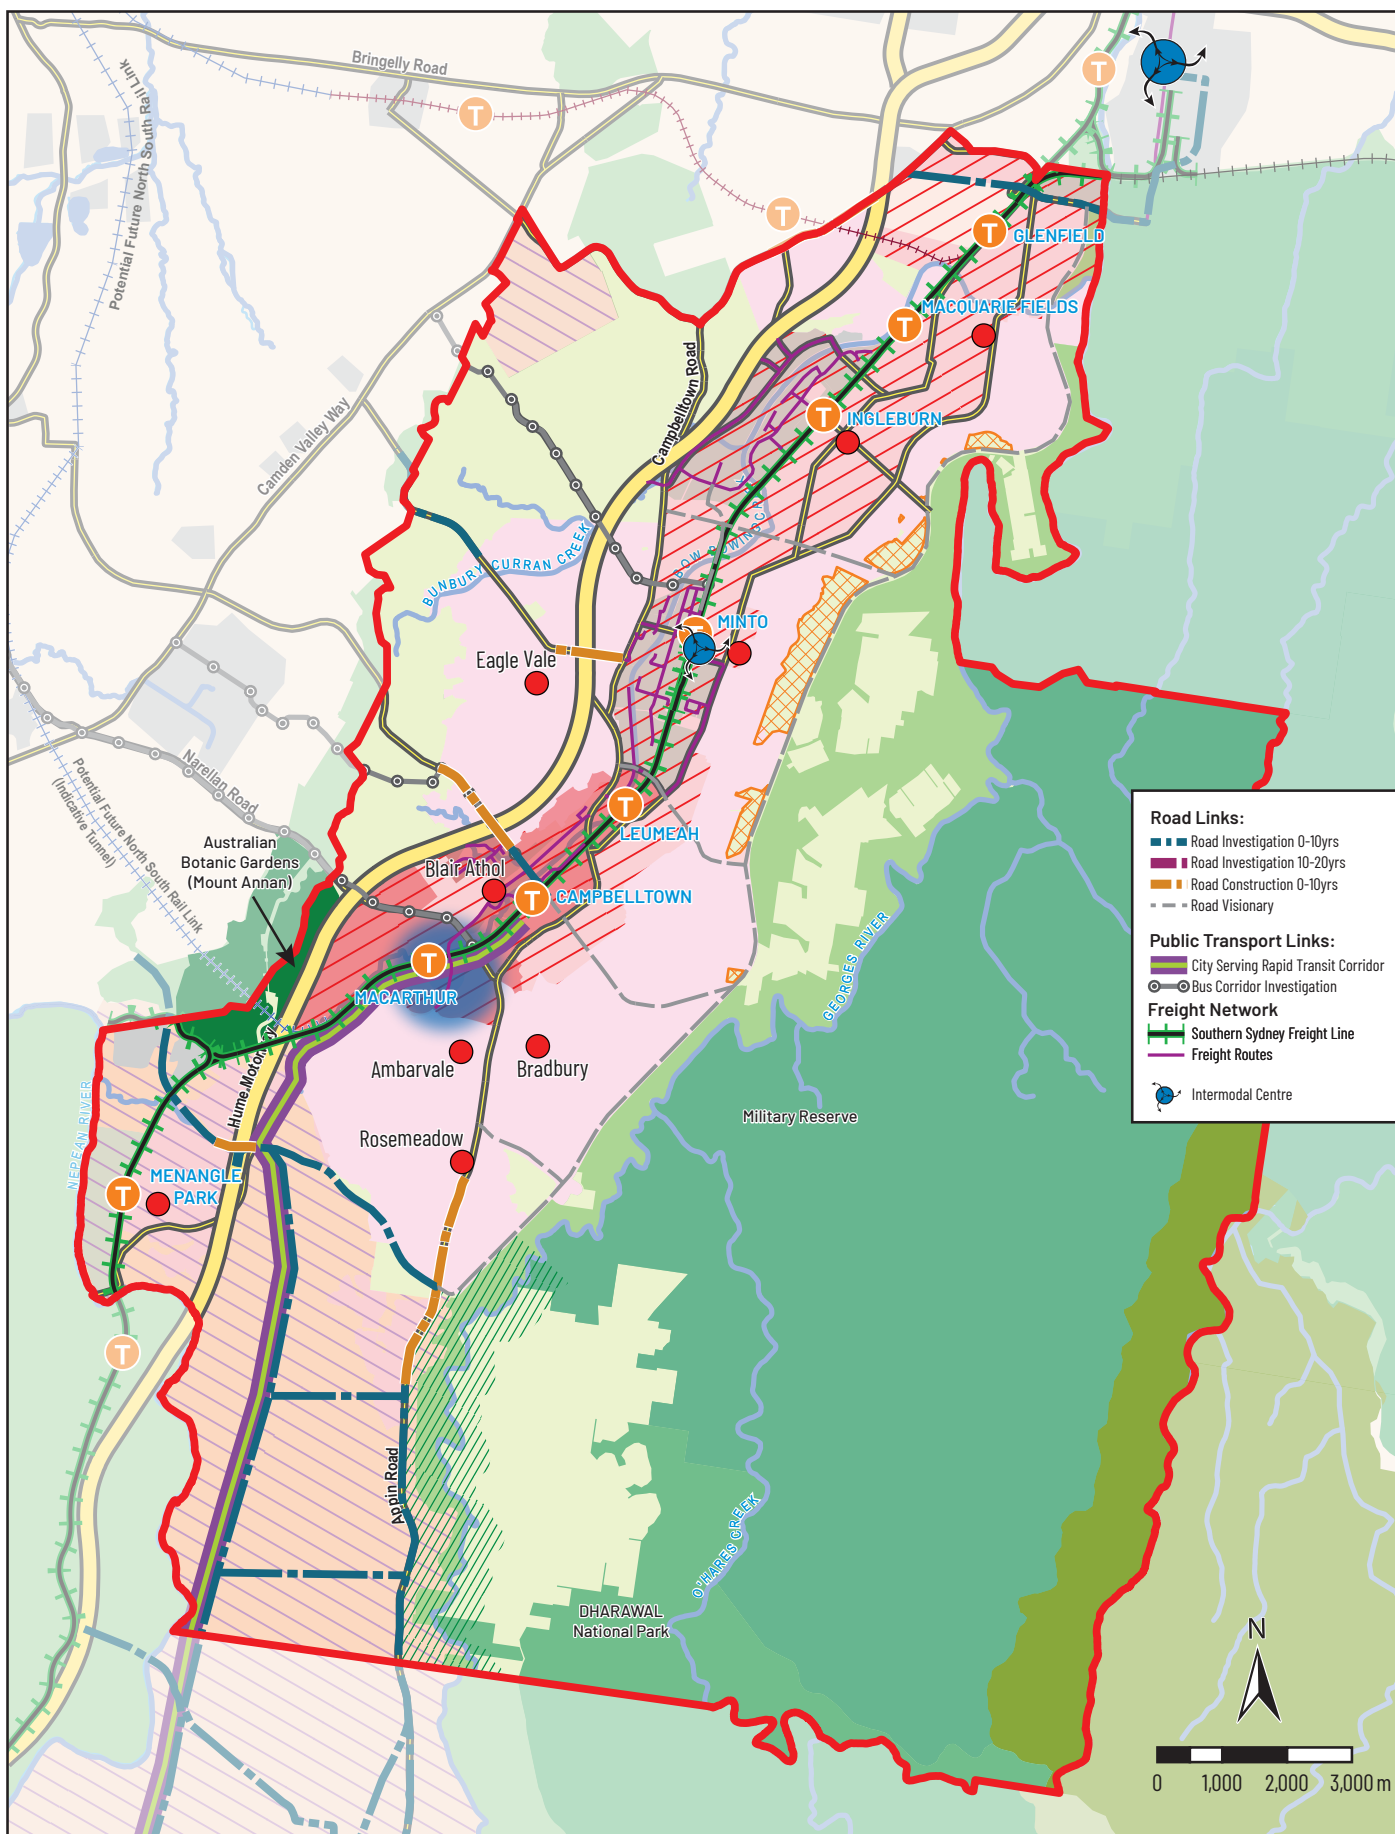 Bringelly Road
T
T
T
T
Potential Future North South Rail Link
GLENFIELD
T
MACQUARIE FIELDS
T
Campbelltown Road
Camden Valley Way
T
INGLEBURN
BUNBURY CURRAN CREEK
MINTO
Eagle Vale
Narellan Road
Potential Future North South Rail Link
(Indicative Tunnel)
T
LEUMEAH
Australian
Botanic Gardens
(Mount Annan)
Blair Athol
T
CAMPBELLTOWN
T
MACARTHUR
GEORGES RIVER
Ambarvale
Bradbury
Hume Motorway
NEPEAN RIVER
Military Reserve
Rosemeadow
T
MENANGLE
PARK
T
Appin Road
O'HARES CREEK
DHARAWAL
National Park
Road Links:
Road Investigation 0-10yrs
Road Investigation 10-20yrs
Road Construction 0-10yrs
Road Visionary
Public Transport Links:
City Serving Rapid Transit Corridor
Bus Corridor Investigation
Freight Network
Southern Sydney Freight Line
Freight Routes
Intermodal Centre
N
0 1,000 2,000 3,000 m